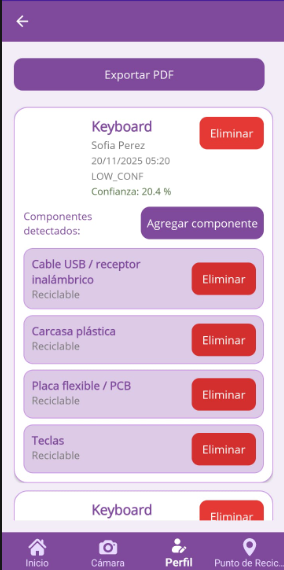 Exportar PDF
Keyboard
Eliminar
Sofia Perez
20/11/2025 05:20
LOW_CONF
Confianza: 20.4 %
Componentes
detectados:
Agregar componente
Cable USB / receptor
inalámbrico
Reciclable
Eliminar
Carcasa plástica
Reciclable
Eliminar
Placa flexible / PCB
Reciclable
Eliminar
Teclas
Reciclable
Eliminar
Keyboard
Eliminar
Inicio
Cámara
Perfil
Punto de Recic...